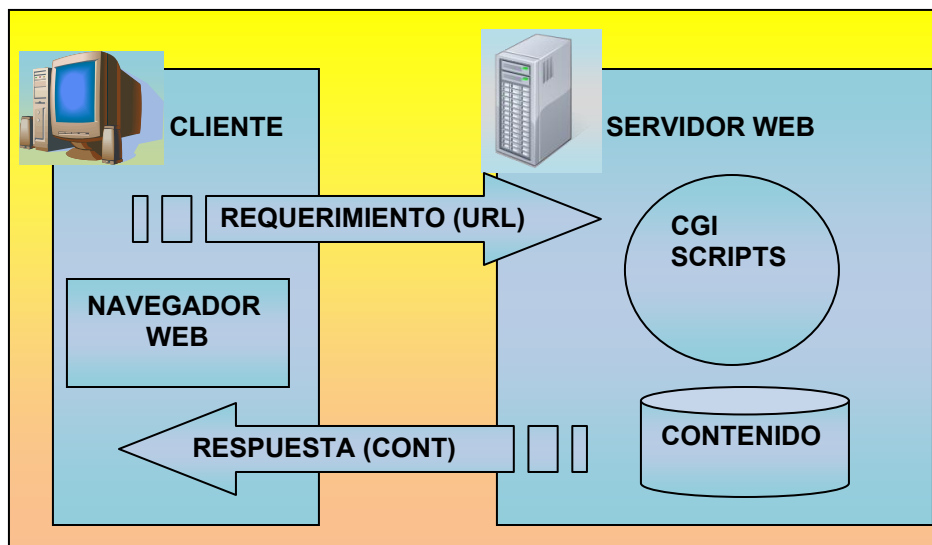 CLIENTE
SERVIDOR WEB
REQUERIMIENTO (URL)
CGI
SCRIPTS
NAVEGADOR
WEB
RESPUESTA (CONT)
CONTENIDO